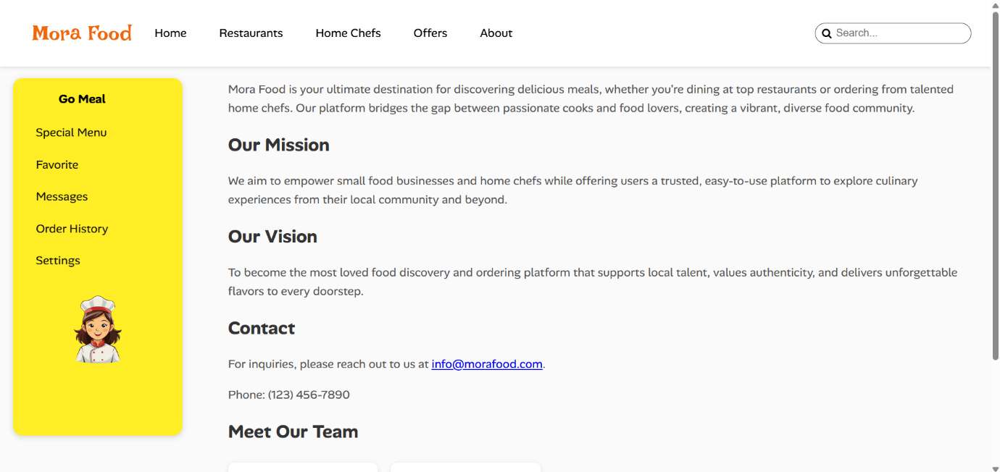 Mora Food
Home
Restaurants
Home Chefs
Offers
About
Search...
Go Meal
Special Menu
Favorite
Messages
Order History
Settings
Mora Food is your ultimate destination for discovering delicious meals, whether you're dining at top restaurants or ordering from talented
home chefs. Our platform bridges the gap between passionate cooks and food lovers, creating a vibrant, diverse food community.
Our Mission
We aim to empower small food businesses and home chefs while offering users a trusted, easy-to-use platform to explore culinary
experiences from their local community and beyond.
Our Vision
To become the most loved food discovery and ordering platform that supports local talent, values authenticity, and delivers unforgettable
flavors to every doorstep.
Contact
For inquiries, please reach out to us at info@morafood.com.
Phone: (123) 456-7890
Meet Our Team